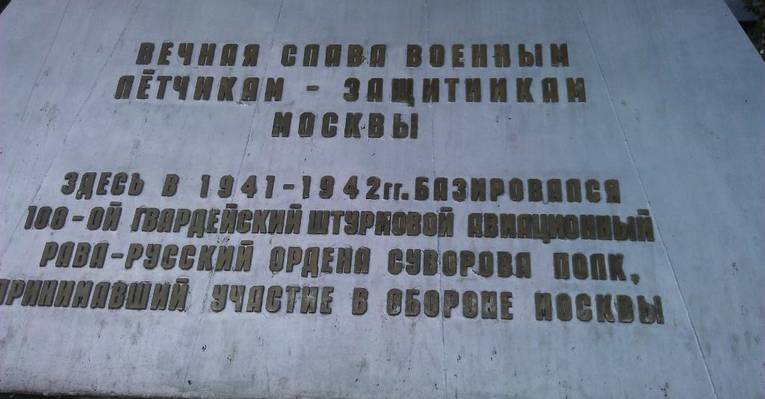 ВЕЧНАЯ СЛАВА ВОЕННЫМ
ЛЁТЧИКАМ - ЗАЩИТНИКАМ
МОСКВЫ
ЗДЕСЬ В 1941-1942гг. БАЗИРОВАЛСЯ
108-ОЙ ГВАРДЕЙСКИЙ ШТУРМОВОЙ АВИАЦИОННЫЙ
РАВА-РУССКИЙ ОРДЕНА СУВОРОВА ПОЛК,
ПРИНИМАВШИЙ УЧАСТИЕ В ОБОРОНЕ МОСКВЫ